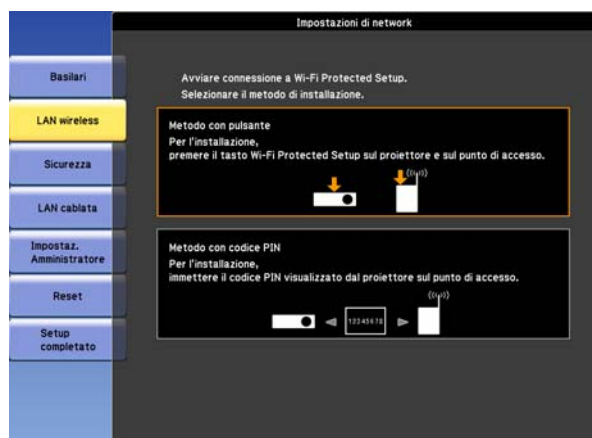 Impostazioni di network
Basilari
LAN wireless
Sicurezza
LAN cablata
Impostaz.
Amministratore
Reset
Setup
completato
Avviare connessione a Wi-Fi Protected Setup.
Selezionare il metodo di installazione.
Metodo con pulsante
Per l'installazione,
premere il tasto Wi-Fi Protected Setup sul proiettore e sul punto di accesso.
Metodo con codice PIN
Per l'installazione,
immettere il codice PIN visualizzato dal proiettore sul punto di accesso.
12345678